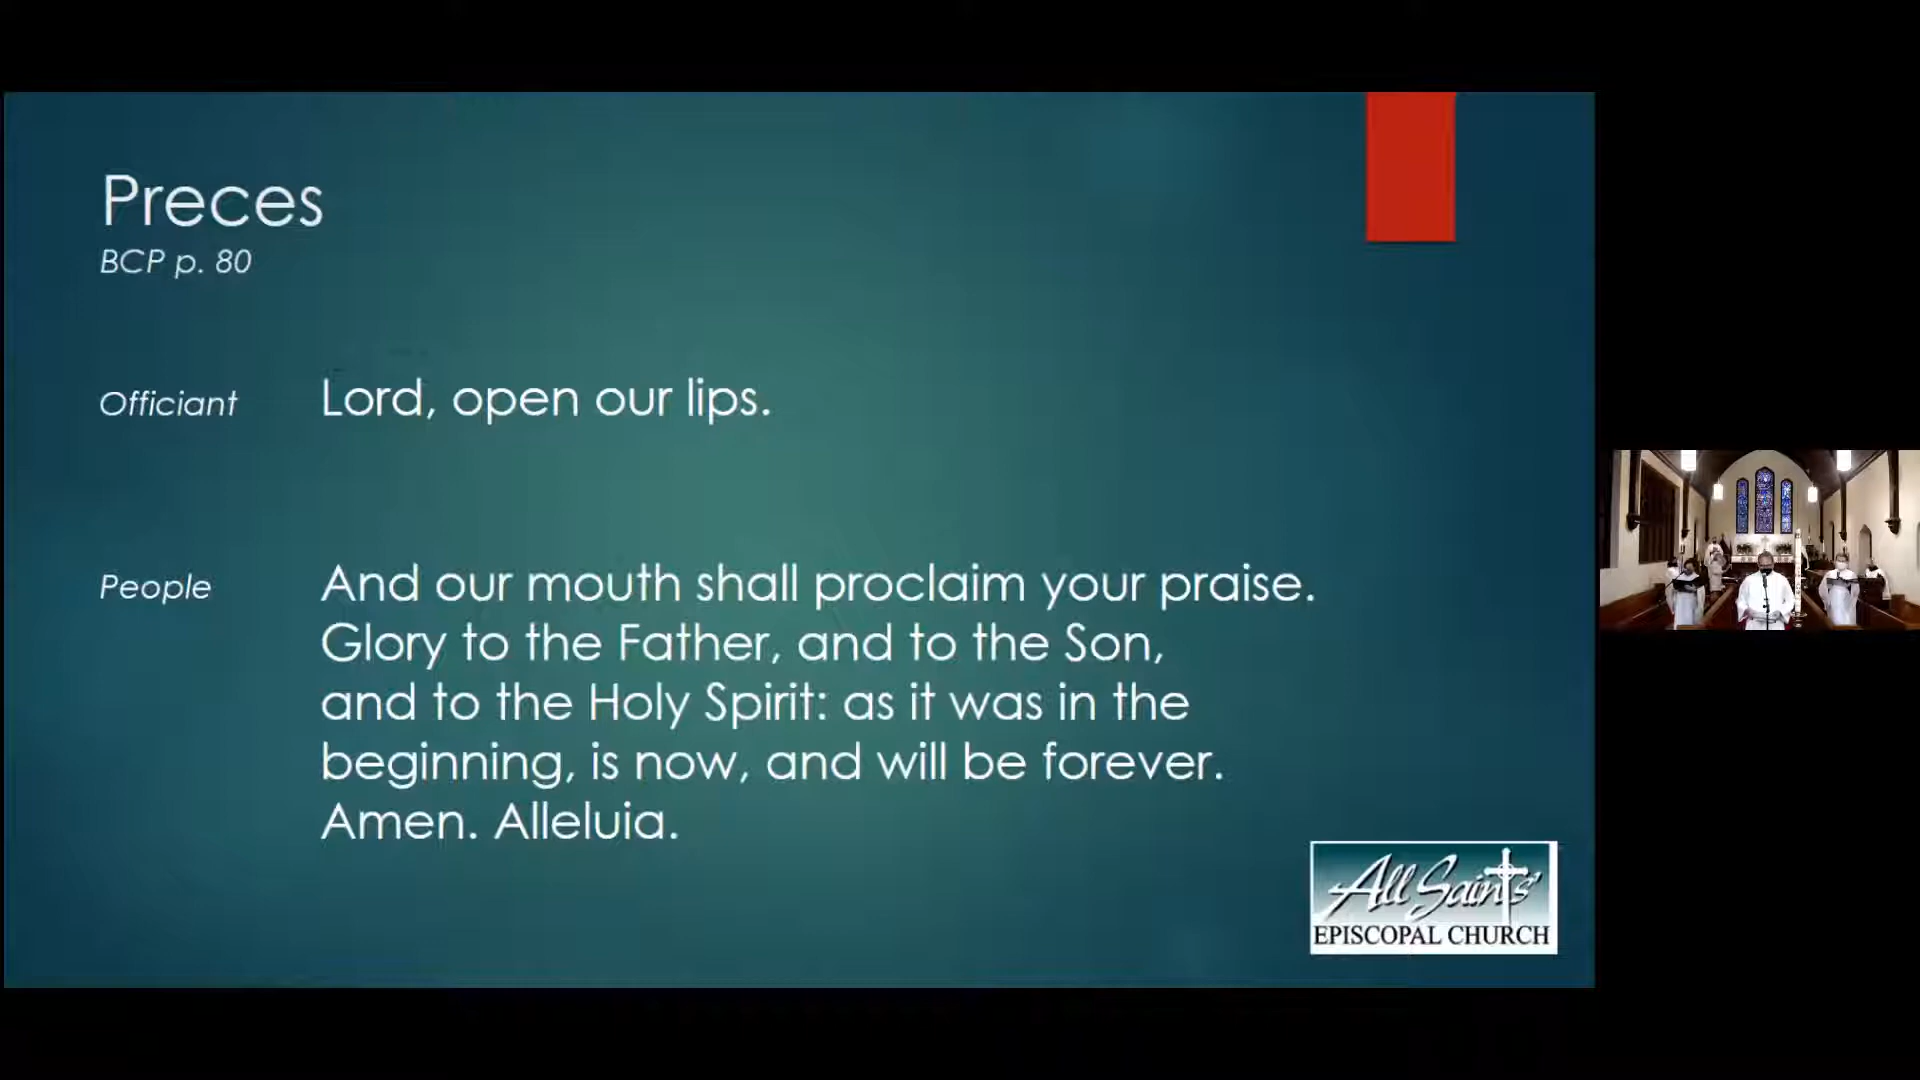 Preces
BCP p. 80
Officiant Lord, open our lips.
People And our mouth shall proclaim your praise.
Glory to the Father, and to the Son,
and to the Holy Spirit: as it was in the
beginning, is now, and will be forever.
Amen. Alleluia.
All Saints'
EPISCOPAL CHURCH